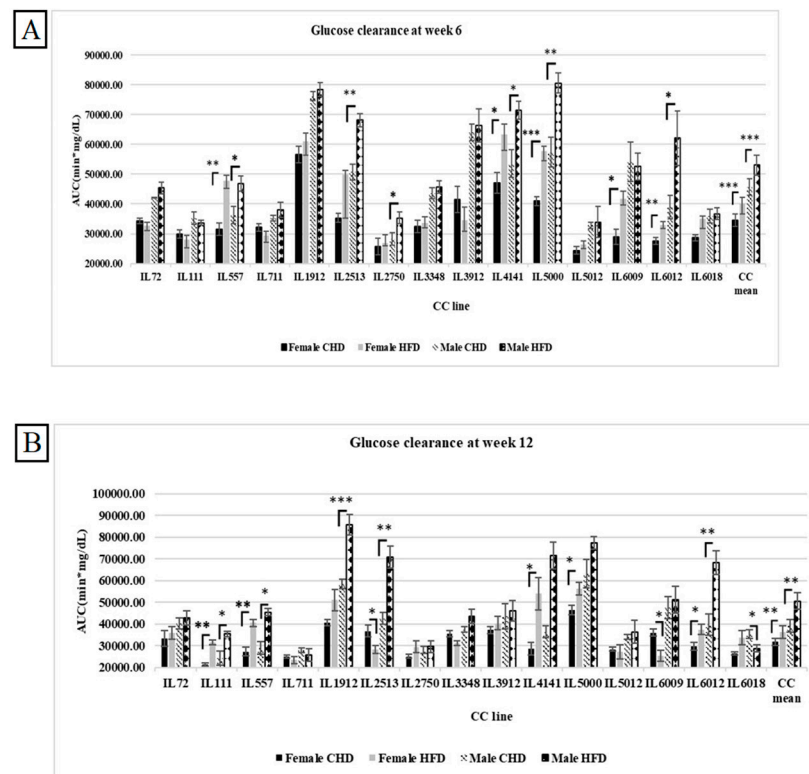 A
Glucose clearance at week 6
AUC(min*mg/dL)
90000.00
80000.00
70000.00
60000.00
50000.00
40000.00
30000.00
20000.00
** * ** * * * *** ** * ** * *** ***
IL72 IL111 IL557 IL711 IL1912 IL2513 IL2750 IL3348 IL3912 IL4141 IL5000 IL5012 IL6009 IL6012 IL6018 CC
mean
CC line
Female CHD Female HFD Male CHD Male HFD
B
Glucose clearance at week 12
AUC(min*mg/dL)
100000.00
90000.00
80000.00
70000.00
60000.00
50000.00
40000.00
30000.00
20000.00
** * ** * *** * ** * * * * ** * ** **
IL72 IL111 IL557 IL711 IL1912 IL2513 IL2750 IL3348 IL3912 IL4141 IL5000 IL5012 IL6009 IL6012 IL6018 CC
mean
CC line
Female CHD Female HFD Male CHD Male HFD